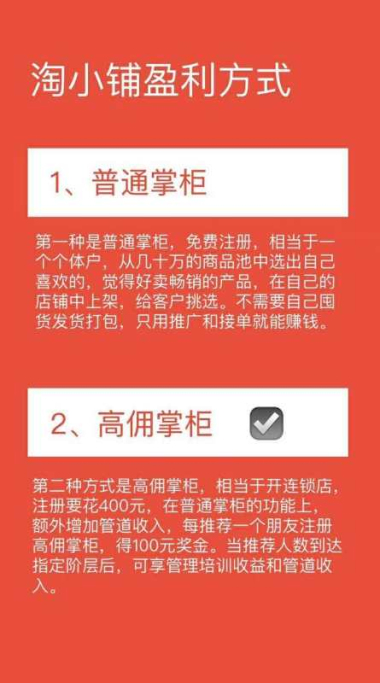 淘小铺盈利方式
1、普通掌柜
第一种是普通掌柜，免费注册，相当于一
个个体户，从几十万的商品池中选出自己
喜欢的，觉得好卖畅销的产品，在自己的
店铺中上架，给客户挑选。不需要自己囤
货发货打包，只用推广和接单就能赚钱。
2、高佣掌柜
第二种方式是高佣掌柜，相当于开连锁店，
注册要花400元，在普通掌柜的功能上，
额外增加管道收入，每推荐一个朋友注册
高佣掌柜，得100元奖金。当推荐人数到达
指定阶层后，可享管理培训收益和管道收
入。